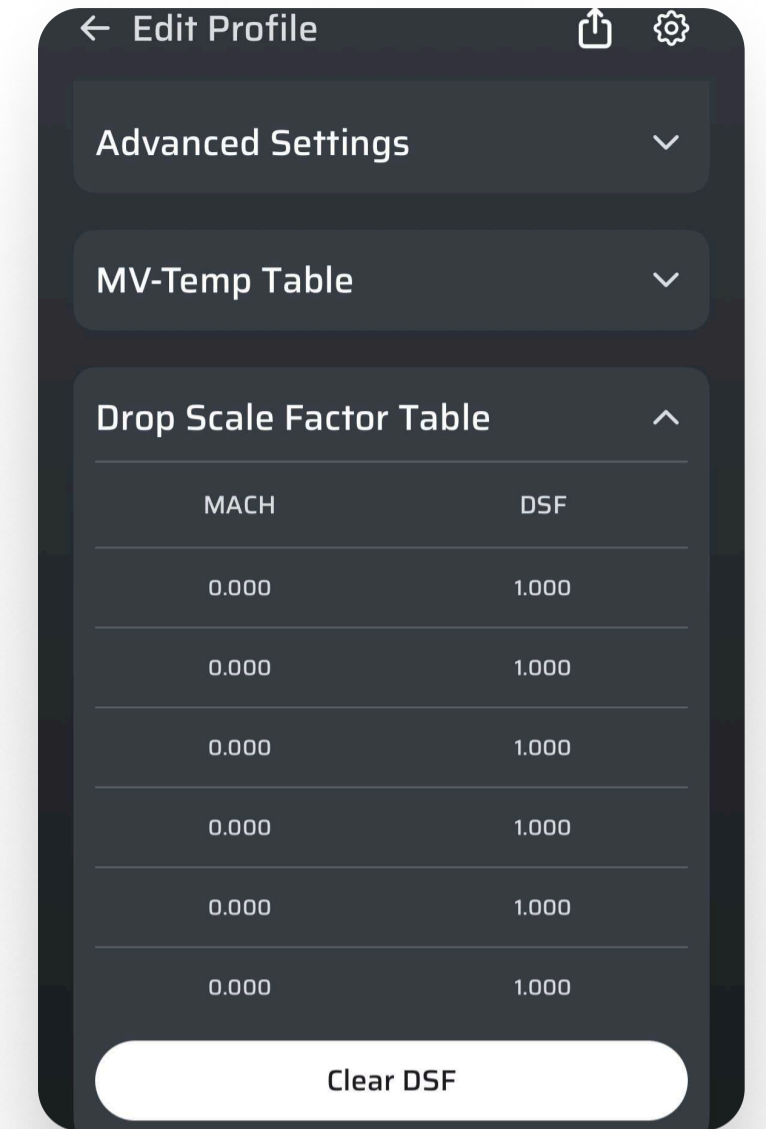 Edit Profile
Advanced Settings
MV-Temp Table
Drop Scale Factor Table
MACH DSF
0.000 1.000
0.000 1.000
0.000 1.000
0.000 1.000
0.000 1.000
0.000 1.000
Clear DSF